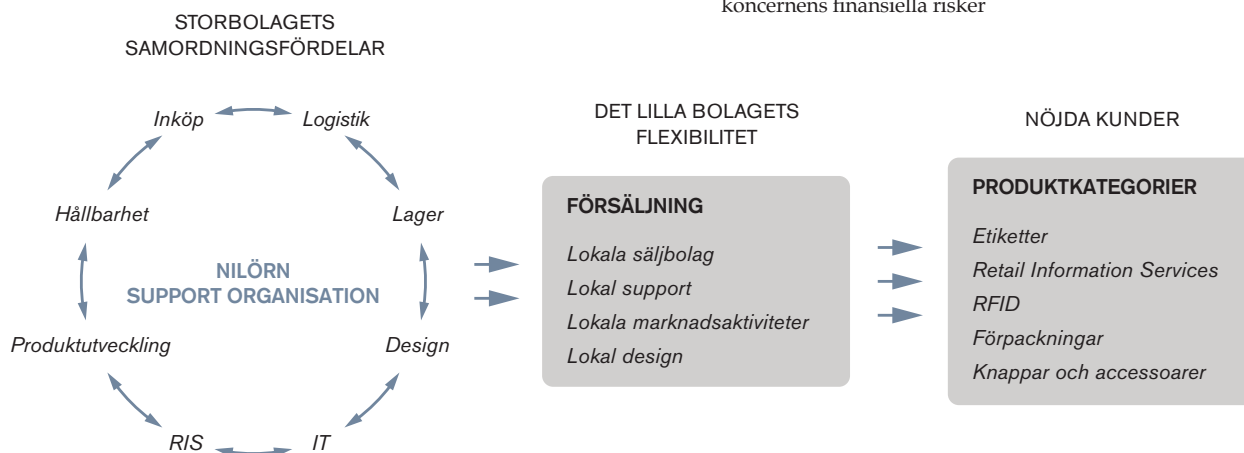 koncernens finansiella risker
STORBOLAGETS
SAMORDNINGSFÖRDELAR
Inköp
Logistik
Hållbarhet
Lager
NILÖRN
SUPPORT ORGANISATION
Produktutveckling
Design
RIS
IT
DET LILLA BOLAGETS
FLEXIBILITET
FÖRSÄLJNING
Lokala säljbolag
Lokal support
Lokala marknadsaktiviteter
Lokal design
NÖJDA KUNDER
PRODUKTKATEGORIER
Etiketter
Retail Information Services
RFID
Förpackningar
Knappar och accessoarer